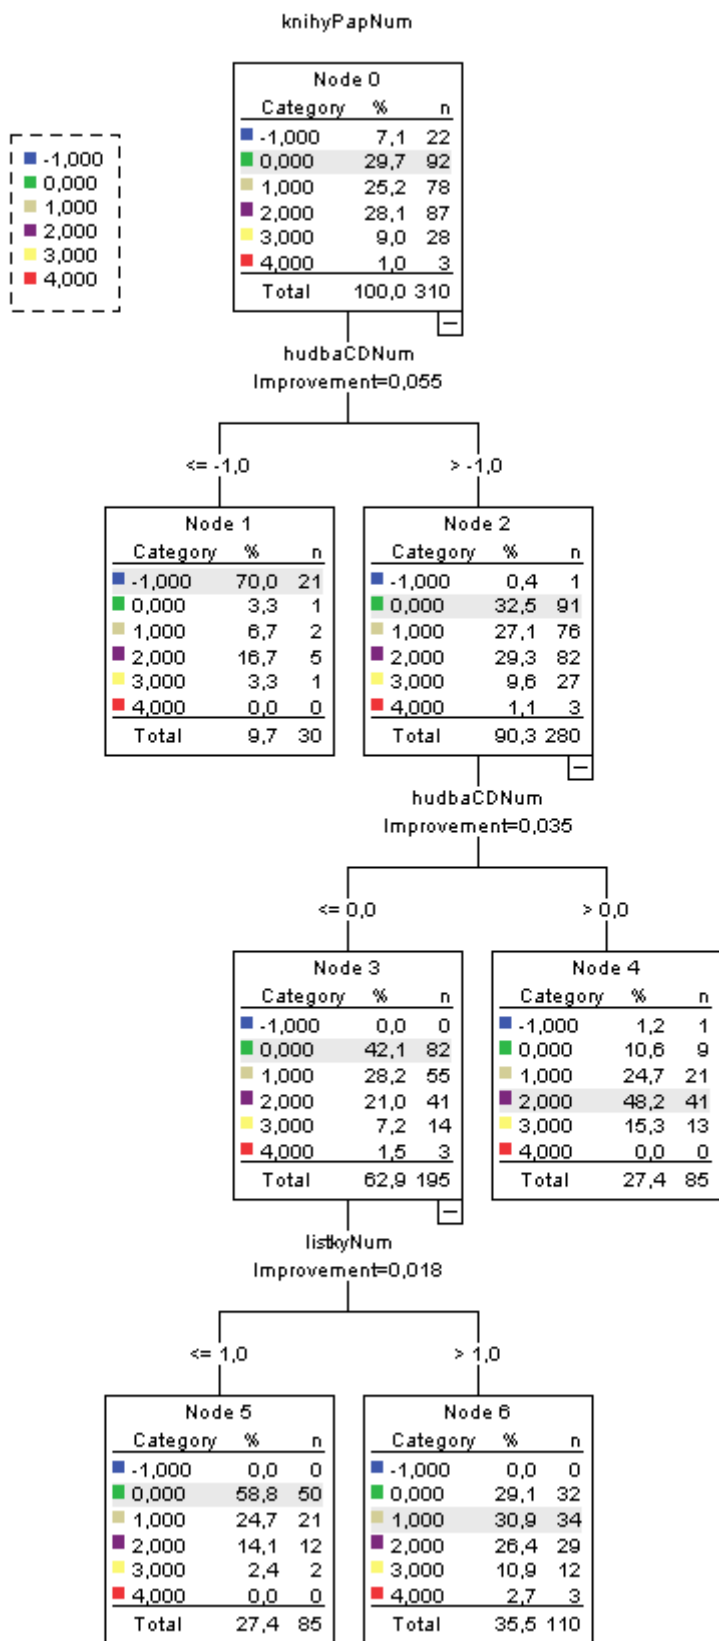 knihyPapNum
-1,000
0,000
1,000
2,000
3,000
4,000
Node 0
Category % n
-1,000 7,1 22
0,000 29,7 92
1,000 25,2 78
2,000 28,1 87
3,000 9,0 28
4,000 1,0 3
Total 100,0 310
hudbaCDNum
Improvement=0,055
<= -1,0
> -1,0
Node 1
Category % n
-1,000 70,0 21
0,000 3,3 1
1,000 6,7 2
2,000 16,7 5
3,000 3,3 1
4,000 0,0 0
Total 9,7 30
Node 2
Category % n
-1,000 0,4 1
0,000 32,5 91
1,000 27,1 76
2,000 29,3 82
3,000 9,6 27
4,000 1,1 3
Total 90,3 280
hudbaCDNum
Improvement=0,035
<= 0,0
> 0,0
Node 3
Category % n
-1,000 0,0 0
0,000 42,1 82
1,000 28,2 55
2,000 21,0 41
3,000 7,2 14
4,000 1,5 3
Total 62,9 195
Node 4
Category % n
-1,000 1,2 1
0,000 10,6 9
1,000 24,7 21
2,000 48,2 41
3,000 15,3 13
4,000 0,0 0
Total 27,4 85
listkyNum
Improvement=0,018
<= 1,0
> 1,0
Node 5
Category % n
-1,000 0,0 0
0,000 58,8 50
1,000 24,7 21
2,000 14,1 12
3,000 2,4 2
4,000 0,0 0
Total 27,4 85
Node 6
Category % n
-1,000 0,0 0
0,000 29,1 32
1,000 30,9 34
2,000 26,4 29
3,000 10,9 12
4,000 2,7 3
Total 35,5 110